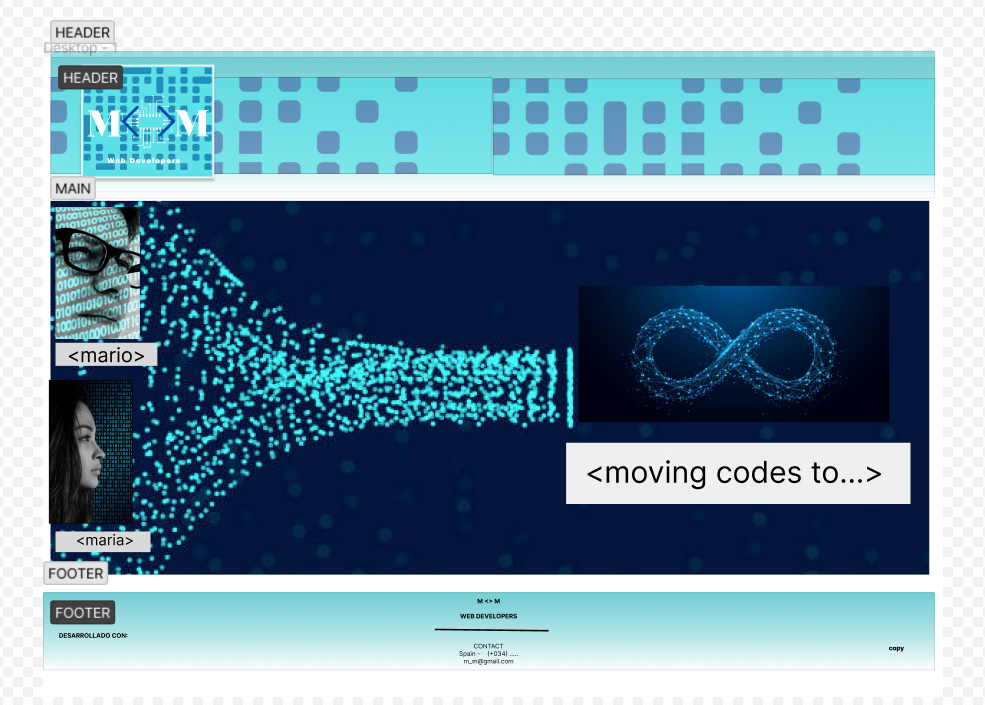 HEADER
Desktop - 1
HEADER
M<>M
Web Developers
MAIN
<mario>
<moving codes to...>
<maria>
FOOTER
FOOTER
M <> M
WEB DEVELOPERS
DESARROLLADO CON:
CONTACT
Spain - (+034) .....
m_m@gmail.com
copy